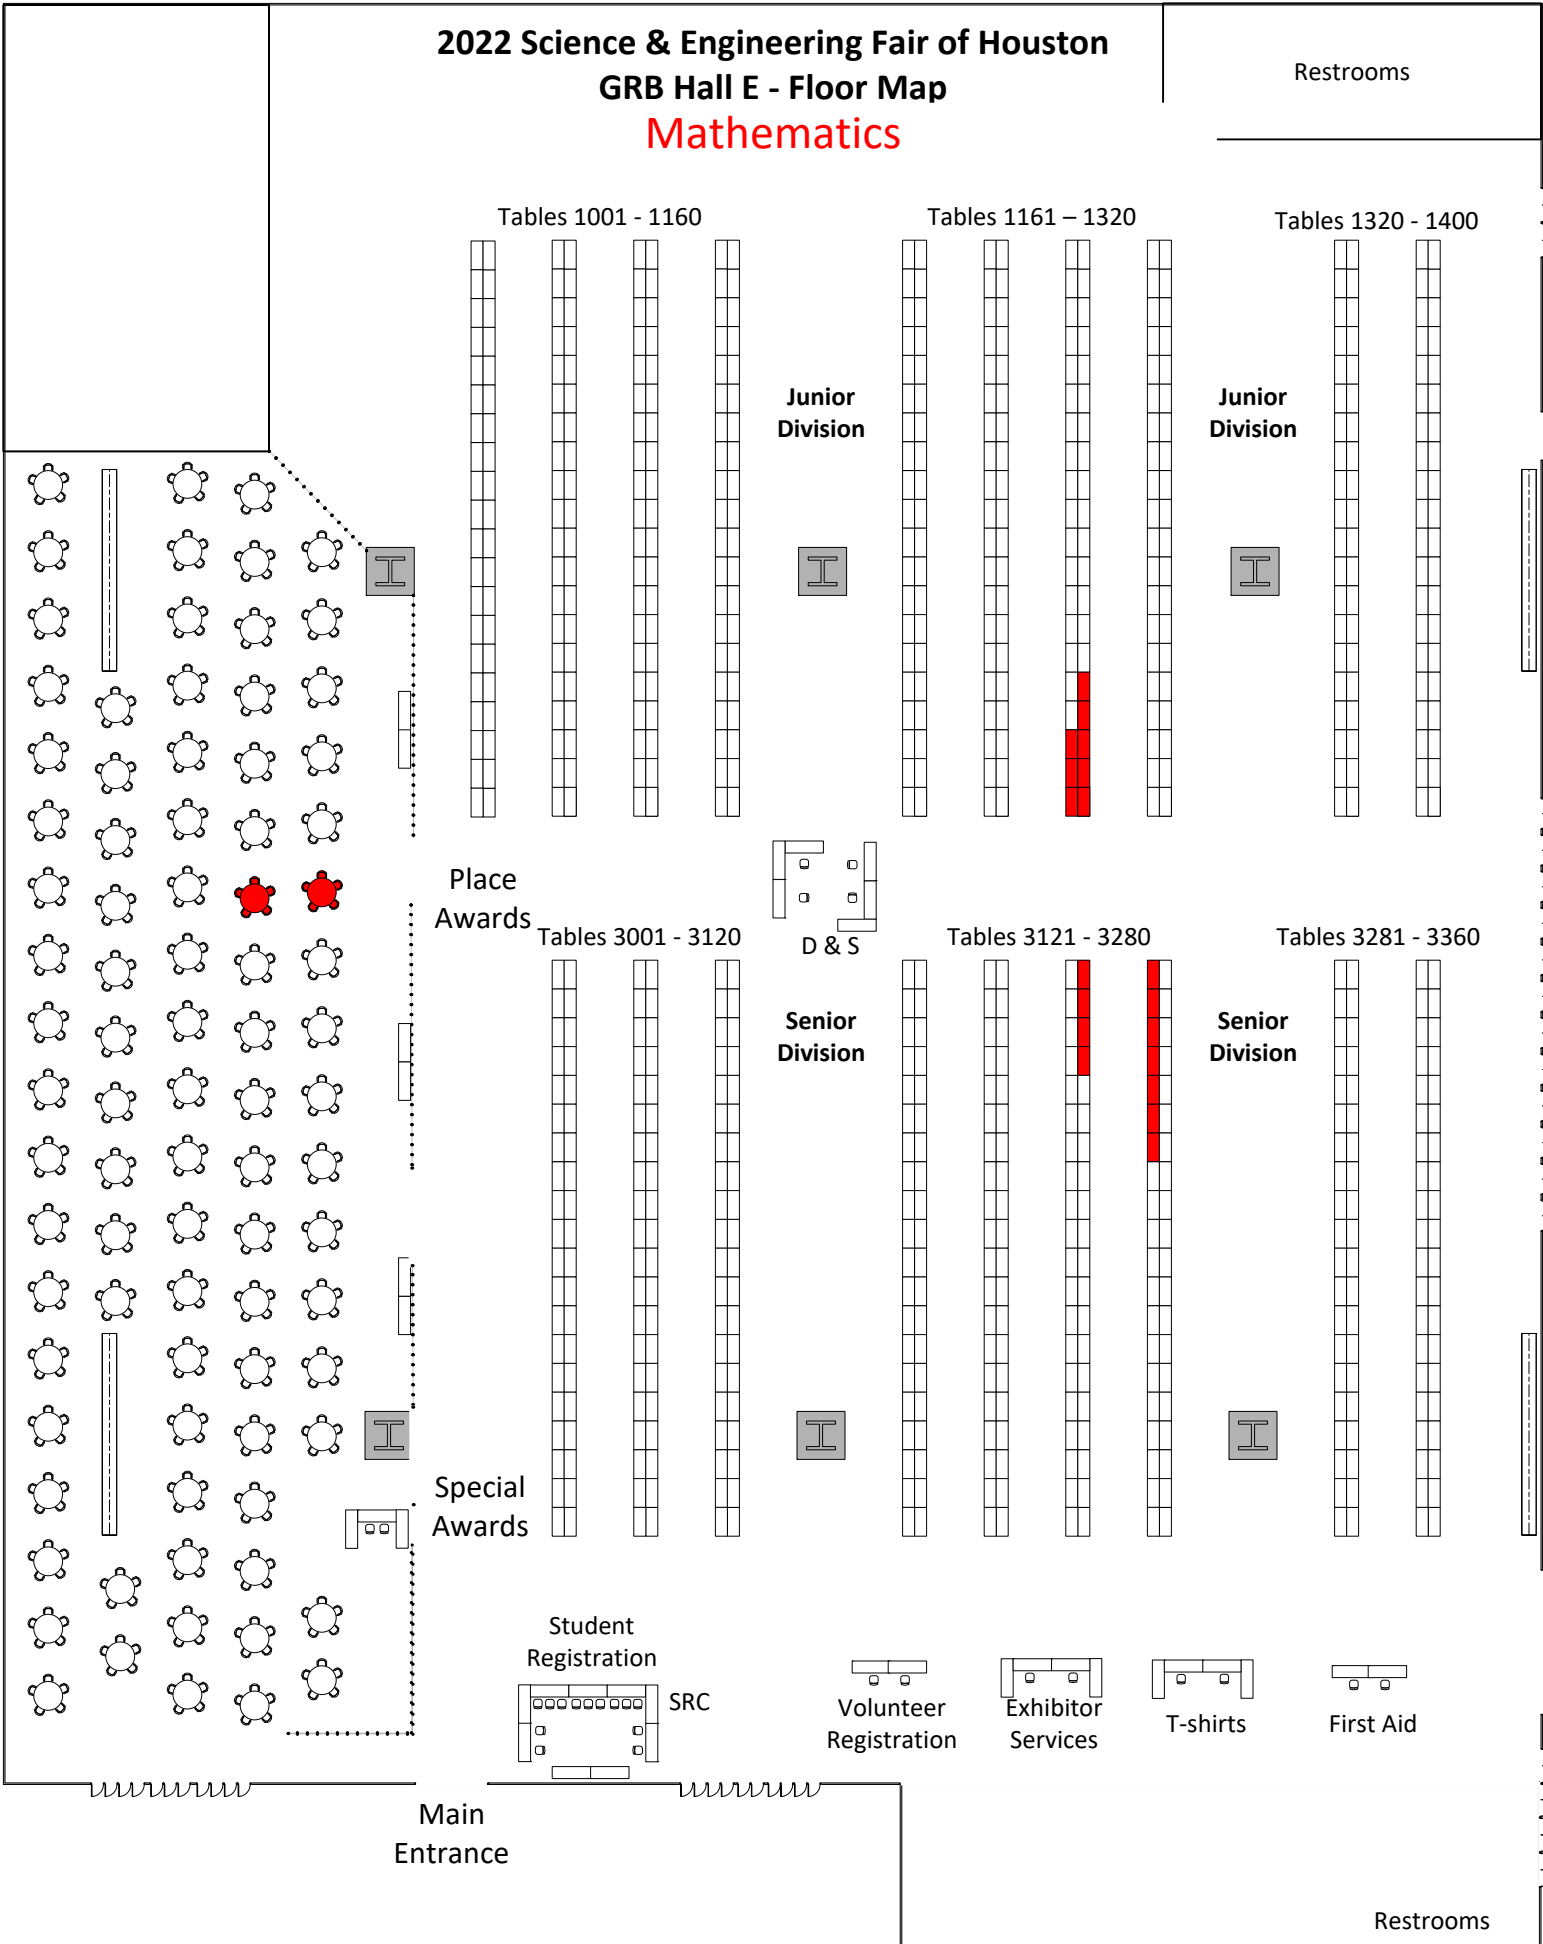 2022 Science & Engineering Fair of Houston
GRB Hall E - Floor Map
Mathematics
Restrooms
Tables 1001 - 1160
Tables 1161 – 1320
Tables 1320 - 1400
Junior
Division
Junior
Division
Place
Awards
D & S
Tables 3001 - 3120
Tables 3121 - 3280
Tables 3281 - 3360
Senior
Division
Senior
Division
Special
Awards
Student
Registration
SRC
Volunteer
Registration
Exhibitor
Services
T-shirts
First Aid
Main
Entrance
Restrooms